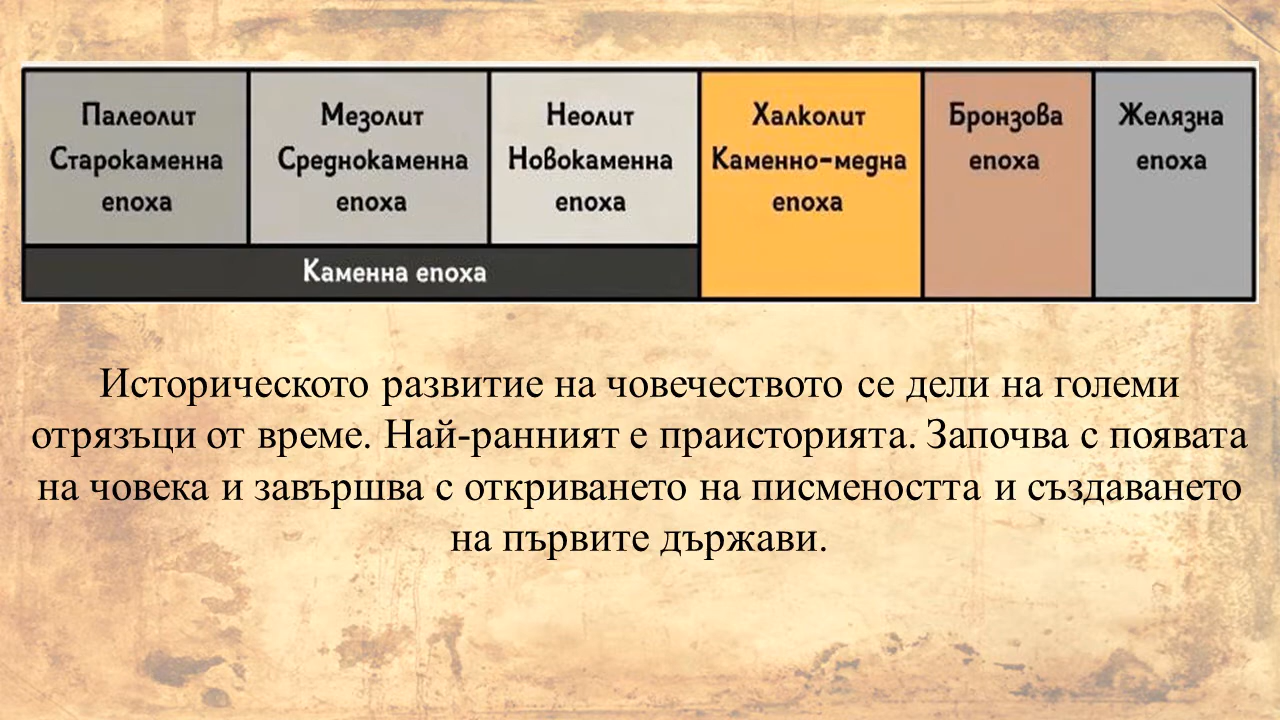 Палеолит
Старокаменна
епоха
Мезолит
Среднокаменна
епоха
Неолит
Новокаменна
епоха
Халколит
Каменно-медна
епоха
Бронзова
епоха
Желязна
епоха
Каменна епоха
Историческото развитие на човечеството се дели на големи
отрязъци от време. Най-ранният е праисторията. Започва с появата
на човека и завършва с откриването на писмеността и създаването
на първите държави.